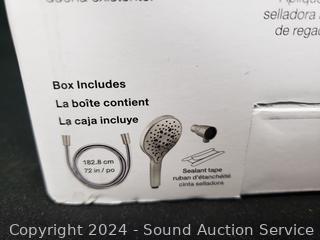 selladora
de rega
Box Includes
La boîte contient
La caja incluye
182.8 cm
72 in / po
Sealant tape
ruban d'étanchéité
cinta selladora
Copyright 2024 - Sound Auction Service